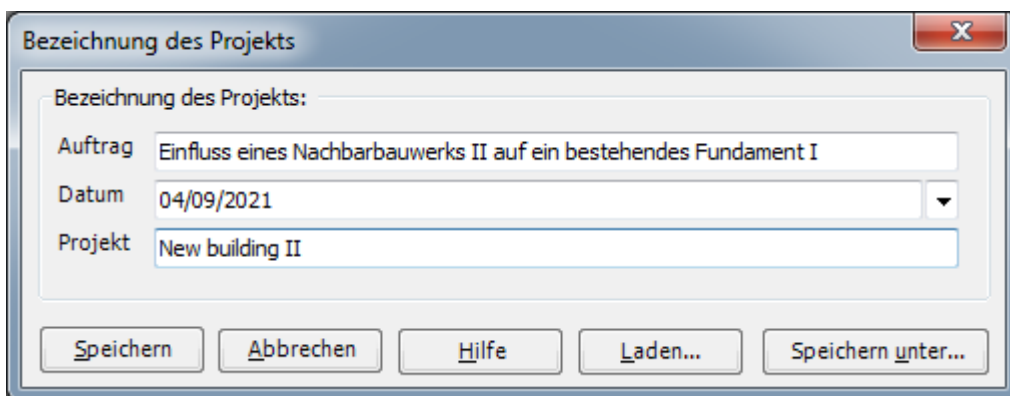 Bezeichnung des Projekts
Bezeichnung des Projekts:
Auftrag Einfluss eines Nachbarbauwerks II auf ein bestehendes Fundament I
Datum 04/09/2021
Projekt New building II
Speichern Abbrechen Hilfe Laden... Speichern unter...